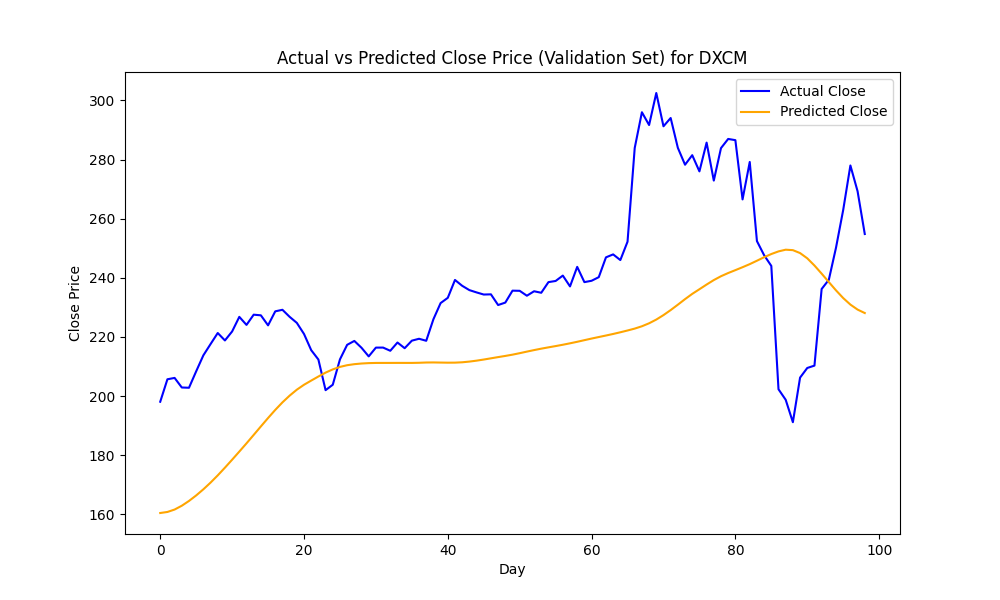 Actual vs Predicted Close Price (Validation Set) for DXCM
Actual Close
Predicted Close
Close Price
300
280
260
240
220
200
180
160
0 20 40 60 80 100
Day